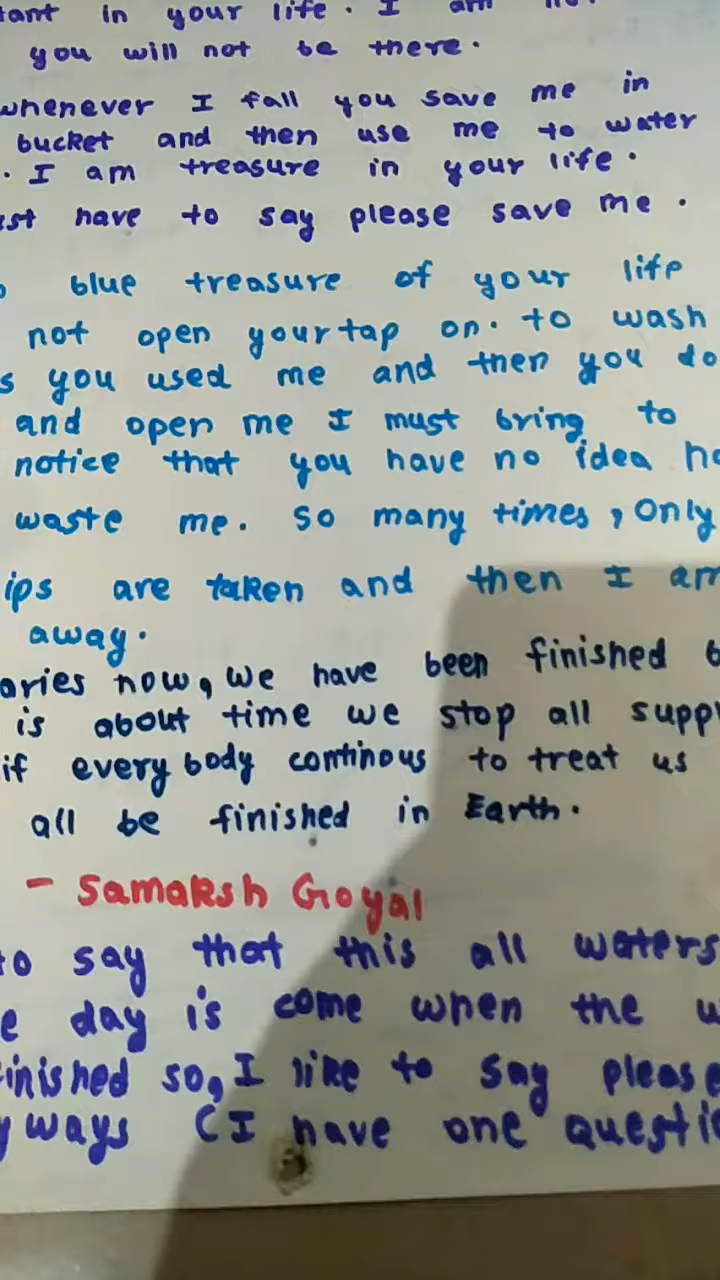 tant in your life. I am not
you will not be there.
whenever I fall you save me in
bucket and then use me to water
. I am treasure in your life.
have to say please save me.
blue treasure of your life
not open your tap on. to wash
s you used me and then you do
and open me I must bring to
notice that you have no idea ho
waste me. so many times, Only
ips are taken and then I am
away.
aries now, we have been finished b
is about time we stop all suppl
if every body continous to treat us
all be finished in Earth.
- Samaksh Goyal
to say that this all waters
e day is come when the w
inished so, I like to say please
y ways (I have one questio